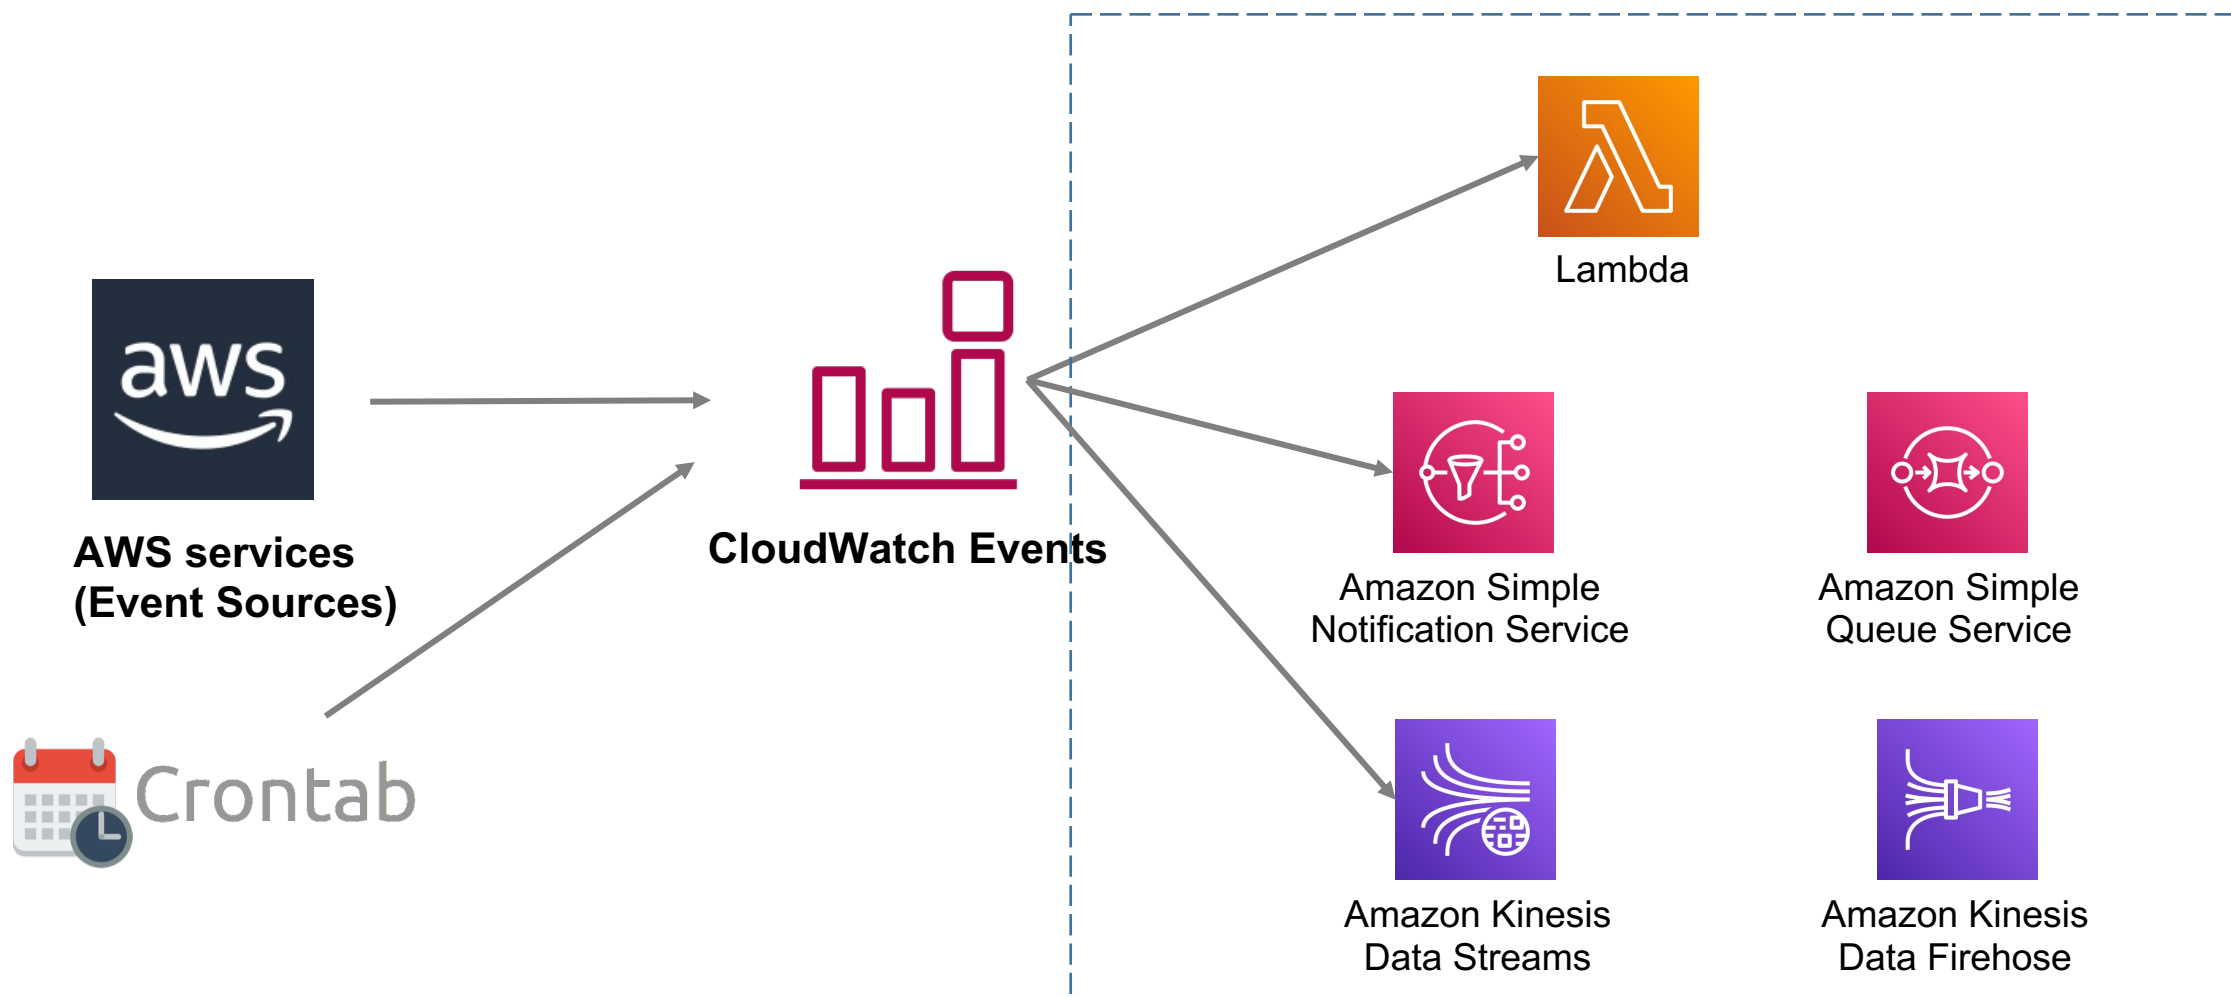 Lambda
aws
AWS services
(Event Sources)
CloudWatch Events
Amazon Simple
Notification Service
Amazon Simple
Queue Service
Crontab
Amazon Kinesis
Data Streams
Amazon Kinesis
Data Firehose